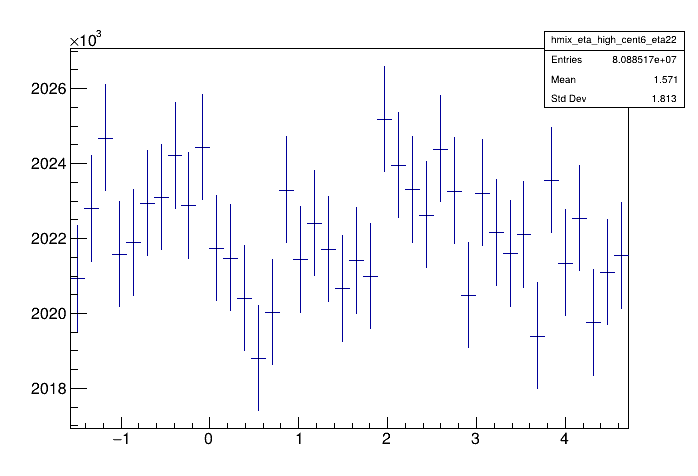 ×10³
hmix_eta_high_cent6_eta22
Entries 8.088517e+07
Mean 1.571
Std Dev 1.813
2026
2024
2022
2020
2018
−1 0 1 2 3 4